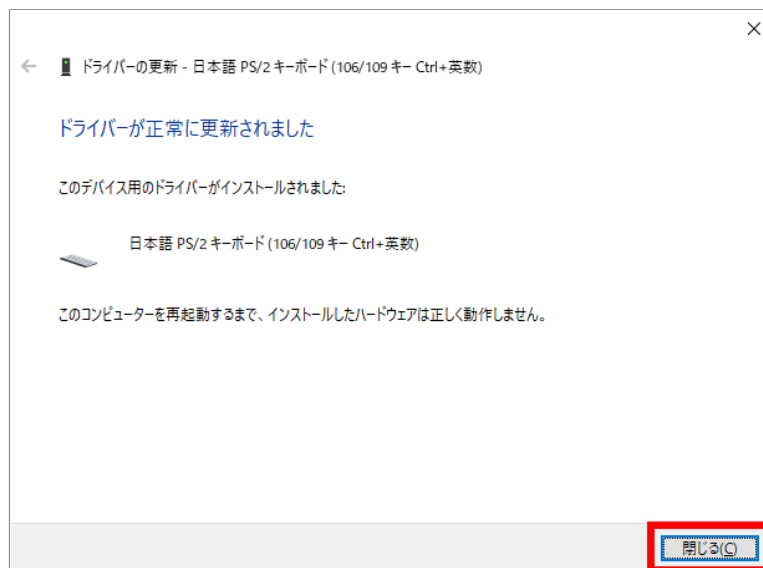 ドライバーの更新 - 日本語 PS/2 キーボード (106/109 キー Ctrl+英数)
ドライバーが正常に更新されました
このデバイス用のドライバーがインストールされました:
日本語 PS/2 キーボード (106/109 キー Ctrl+英数)
このコンピューターを再起動するまで、インストールしたハードウェアは正しく動作しません。
閉じる(C)